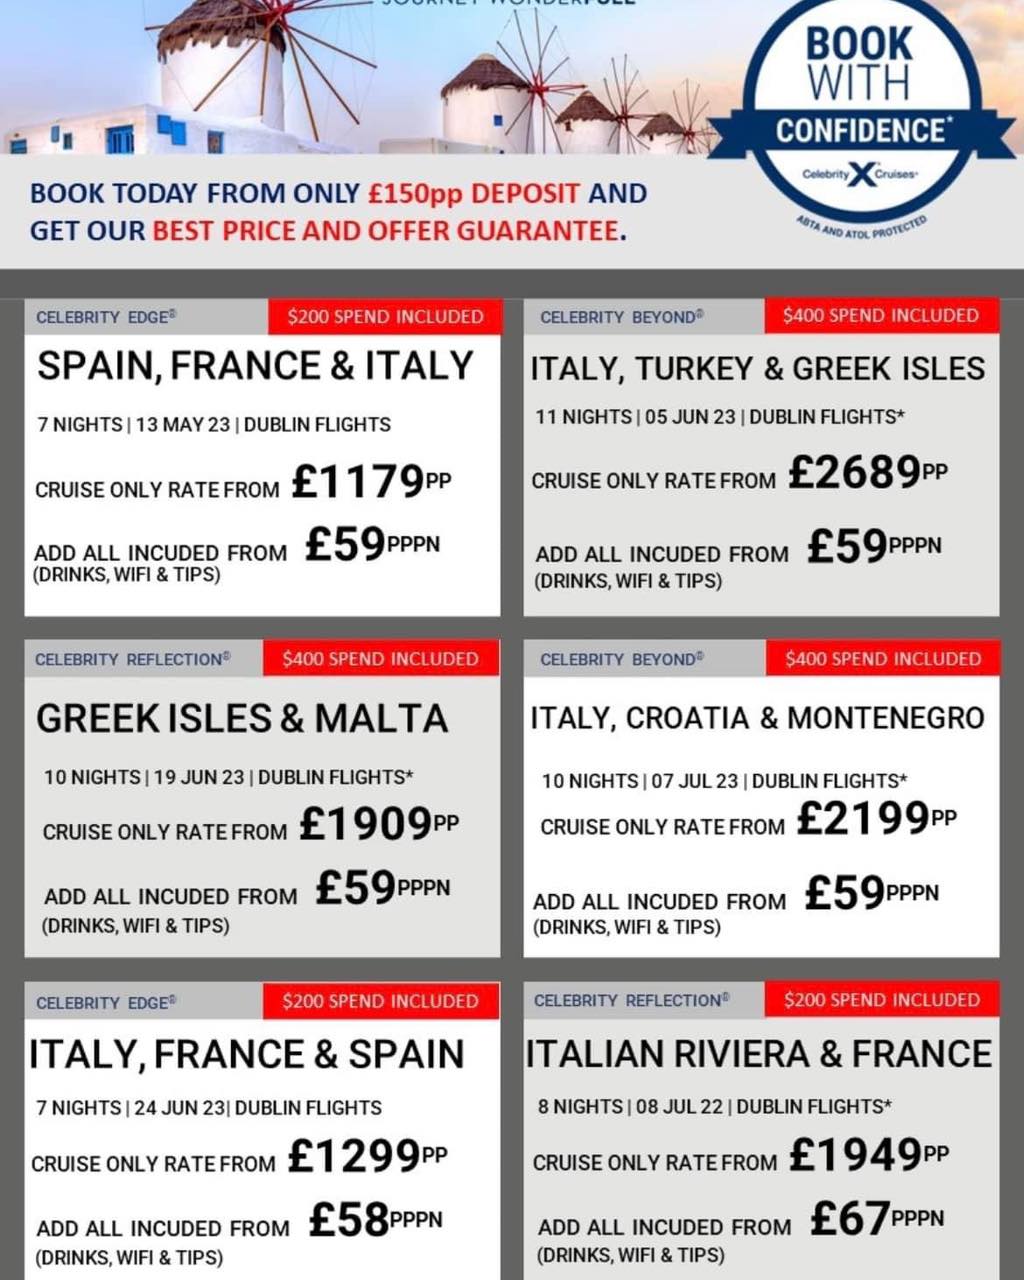 JOURNEY WONDERFULL
BOOK
WITH
CONFIDENCE*
Celebrity X Cruises®
ABTA AND ATOL PROTECTED
BOOK TODAY FROM ONLY £150pp DEPOSIT AND
GET OUR BEST PRICE AND OFFER GUARANTEE.
CELEBRITY EDGE® $200 SPEND INCLUDED
SPAIN, FRANCE & ITALY
7 NIGHTS | 13 MAY 23 | DUBLIN FLIGHTS
CRUISE ONLY RATE FROM £1179PP
ADD ALL INCUDED FROM £59PPPN
(DRINKS, WIFI & TIPS)
CELEBRITY BEYOND® $400 SPEND INCLUDED
ITALY, TURKEY & GREEK ISLES
11 NIGHTS | 05 JUN 23 | DUBLIN FLIGHTS*
CRUISE ONLY RATE FROM £2689PP
ADD ALL INCUDED FROM £59PPPN
(DRINKS, WIFI & TIPS)
CELEBRITY REFLECTION® $400 SPEND INCLUDED
GREEK ISLES & MALTA
10 NIGHTS | 19 JUN 23 | DUBLIN FLIGHTS*
CRUISE ONLY RATE FROM £1909PP
ADD ALL INCUDED FROM £59PPPN
(DRINKS, WIFI & TIPS)
CELEBRITY BEYOND® $400 SPEND INCLUDED
ITALY, CROATIA & MONTENEGRO
10 NIGHTS | 07 JUL 23 | DUBLIN FLIGHTS*
CRUISE ONLY RATE FROM £2199PP
ADD ALL INCUDED FROM £59PPPN
(DRINKS, WIFI & TIPS)
CELEBRITY EDGE® $200 SPEND INCLUDED
ITALY, FRANCE & SPAIN
7 NIGHTS | 24 JUN 23| DUBLIN FLIGHTS
CRUISE ONLY RATE FROM £1299PP
ADD ALL INCUDED FROM £58PPPN
(DRINKS, WIFI & TIPS)
CELEBRITY REFLECTION® $200 SPEND INCLUDED
ITALIAN RIVIERA & FRANCE
8 NIGHTS | 08 JUL 22 | DUBLIN FLIGHTS*
CRUISE ONLY RATE FROM £1949PP
ADD ALL INCUDED FROM £67PPPN
(DRINKS, WIFI & TIPS)